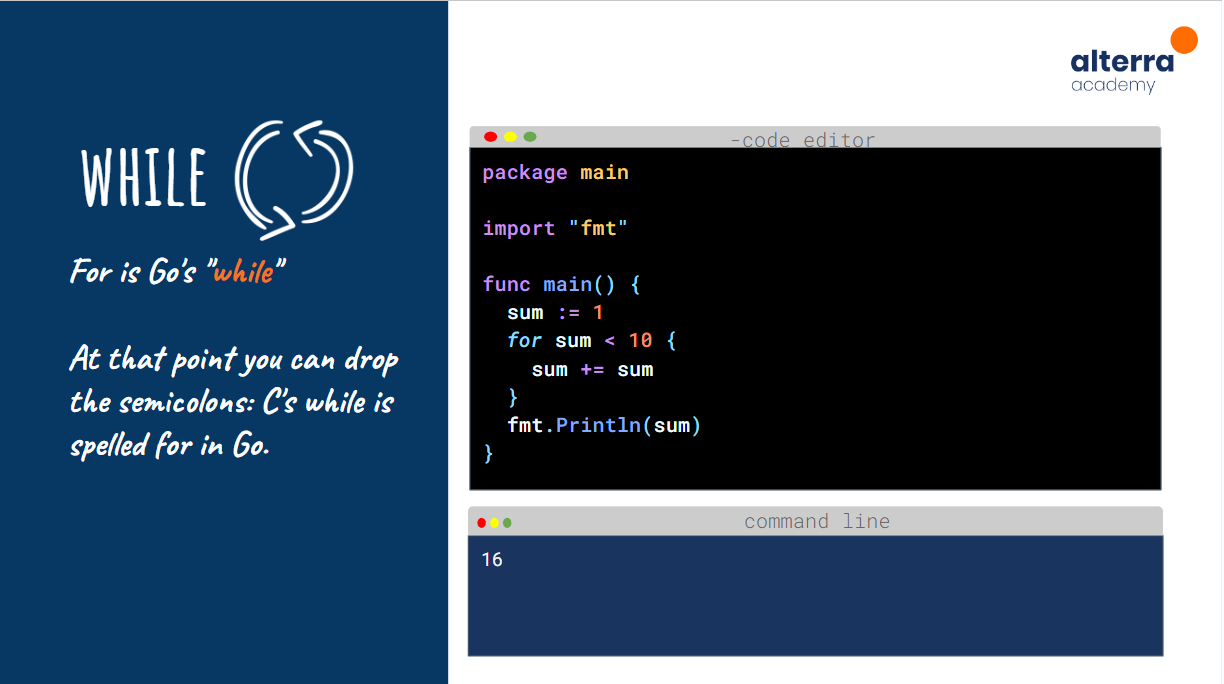 WHILE
For is Go's "while"
At that point you can drop
the semicolons: C's while is
spelled for in Go.
alterra
academy
-code editor
package main
import "fmt"
func main() {
sum := 1
for sum < 10 {
sum += sum
}
fmt.Println(sum)
}
command line
16